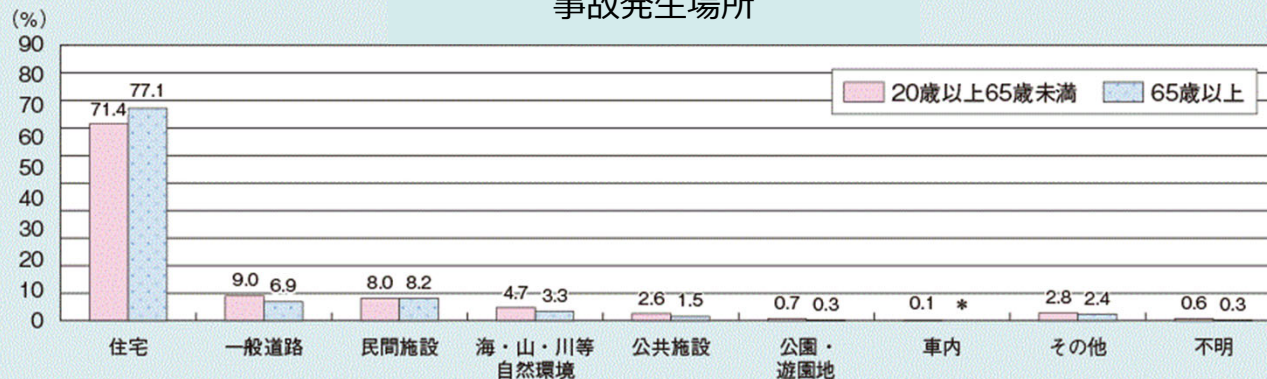 事故発生場所
(%)
90
80
70
60
50
40
30
20
10
0
20歳以上65歳未満 65歳以上
71.4 77.1
9.0 6.9
8.0 8.2
4.7 3.3
2.6 1.5
0.7 0.3
0.1 *
2.8 2.4
0.6 0.3
住宅
一般道路
民間施設
海・山・川等
自然環境
公共施設
公園・
遊園地
車内
その他
不明